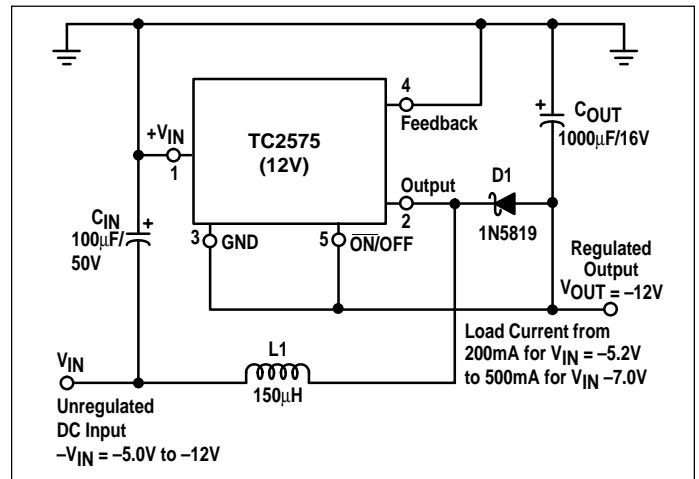 4
Feedback
+VIN
1
TC2575
(12V)
+
COUT
1000µF/16V
Output
2
D1
1N5819
CIN
100µF/
50V
+
3
GND
5
ON/OFF
Regulated
Output
VOUT = –12V
L1
150µH
Load Current from
200mA for VIN = –5.2V
to 500mA for VIN –7.0V
VIN
Unregulated
DC Input
–VIN = –5.0V to –12V